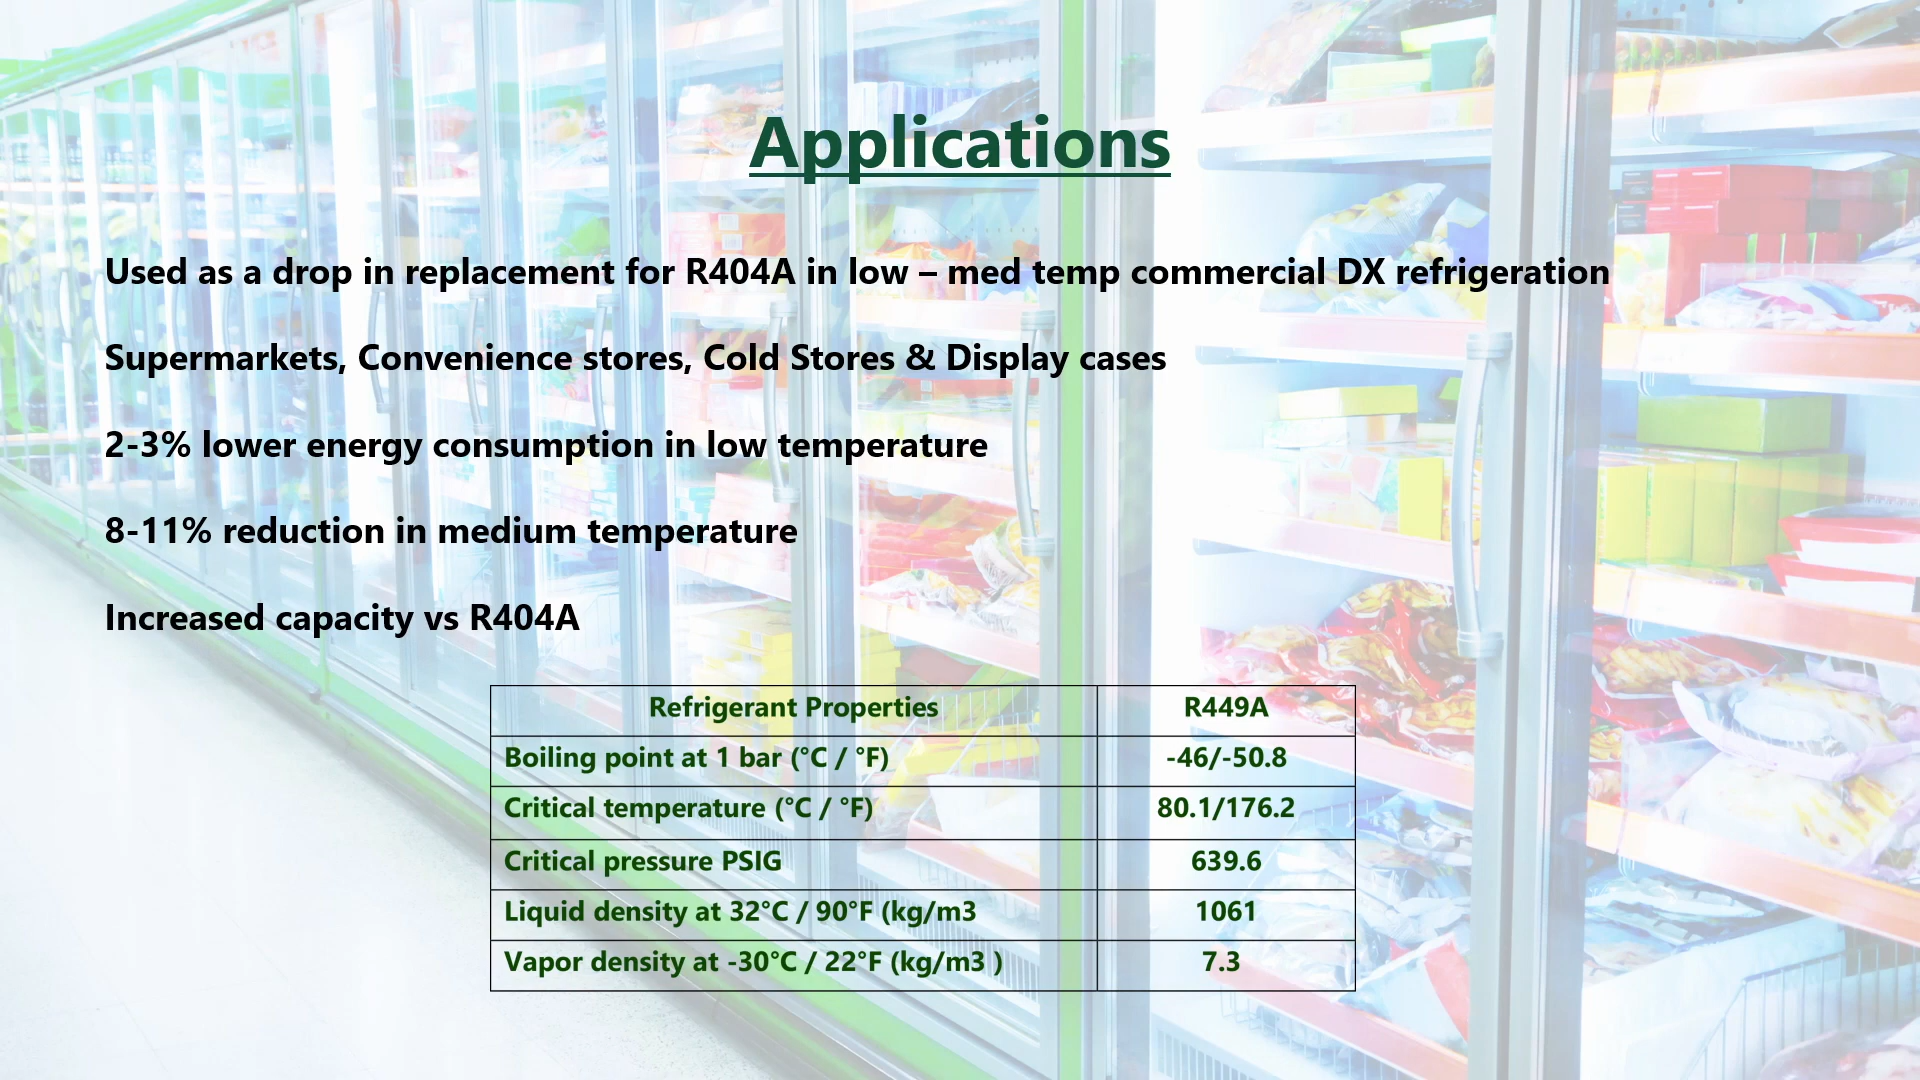 Applications
Used as a drop in replacement for R404A in low – med temp commercial DX refrigeration
Supermarkets, Convenience stores, Cold Stores & Display cases
2-3% lower energy consumption in low temperature
8-11% reduction in medium temperature
Increased capacity vs R404A
Refrigerant Properties R449A
Boiling point at 1 bar (°C / °F) -46/-50.8
Critical temperature (°C / °F) 80.1/176.2
Critical pressure PSIG 639.6
Liquid density at 32°C / 90°F (kg/m3 1061
Vapor density at -30°C / 22°F (kg/m3 ) 7.3